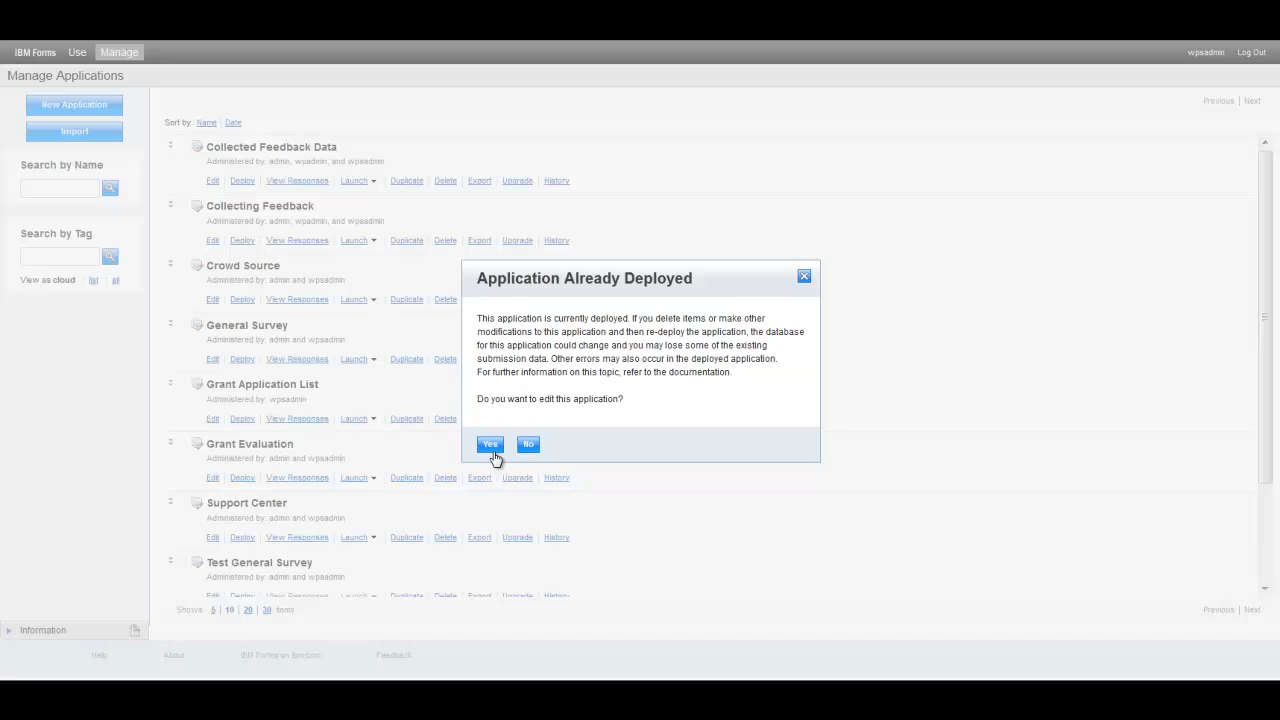 IBM Forms Use Manage wpsadmin Log Out
Manage Applications
New Application
Import
Search by Name
Search by Tag
View as cloud | list | all
Previous | Next
Sort by: Name | Date
Collected Feedback Data
Administered by: admin, wpadmin, and wpsadmin
Edit | Deploy | View Responses | Launch | Duplicate | Delete | Export | Upgrade | History
Collecting Feedback
Administered by: admin, wpadmin, and wpsadmin
Edit | Deploy | View Responses | Launch | Duplicate | Delete | Export | Upgrade | History
Crowd Source
Administered by: admin and wpsadmin
Edit | Deploy | View Responses | Launch | Duplicate | Delete
General Survey
Administered by: admin and wpsadmin
Edit | Deploy | View Responses | Launch | Duplicate | Delete
Grant Application List
Administered by: wpsadmin
Edit | Deploy | View Responses | Launch | Duplicate | Delete
Grant Evaluation
Administered by: admin and wpsadmin
Edit | Deploy | View Responses | Launch | Duplicate | Delete | Export | Upgrade | History
Support Center
Administered by: admin and wpsadmin
Edit | Deploy | View Responses | Launch | Duplicate | Delete | Export | Upgrade | History
Test General Survey
Administered by: admin and wpsadmin
Edit | Deploy | View Responses | Launch | Duplicate | Delete | Export | Upgrade | History
Application Already Deployed
This application is currently deployed. If you delete items or make other
modifications to this application and then re-deploy the application, the database
for this application could change and you may lose some of the existing
submission data. Other errors may also occur in the deployed application.
For further information on this topic, refer to the documentation.
Do you want to edit this application?
Yes No
Shows 5 | 10 | 20 | 30 items
Previous | Next
Information
Help About IBM Forms on ibm.com Feedback